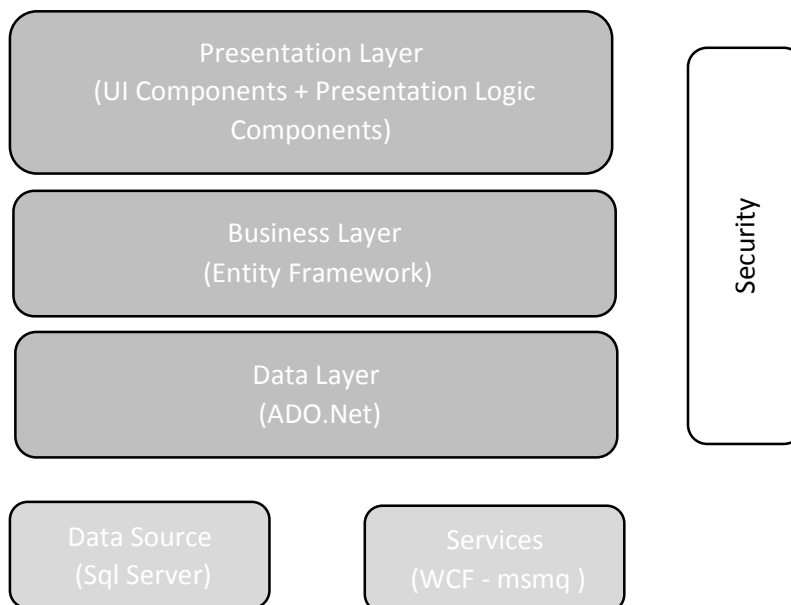 Presentation Layer
(UI Components + Presentation Logic
Components)
Security
Business Layer
(Entity Framework)
Data Layer
(ADO.Net)
Data Source
(Sql Server)
Services
(WCF - msmq )